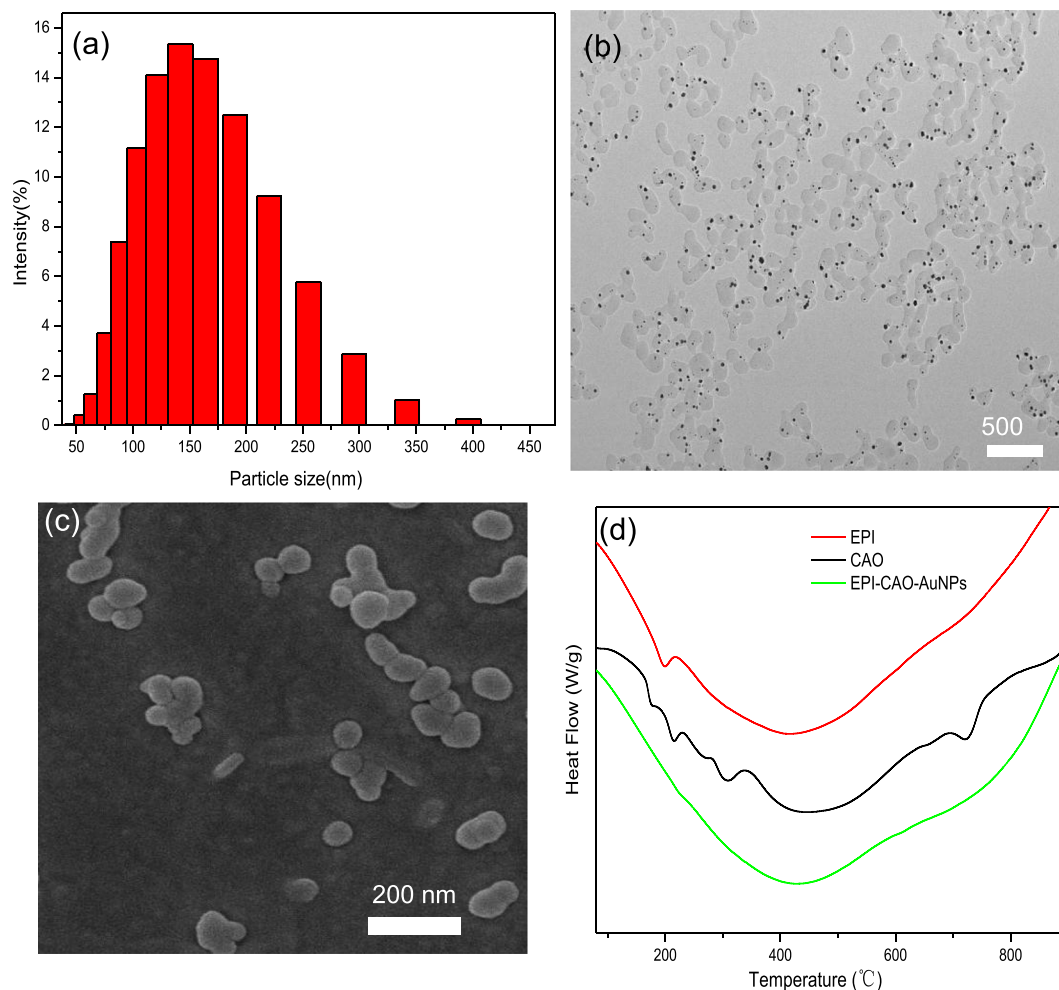 (a)
16
14
12
10
8
6
4
2
0
Intensity(%)
50 100 150 200 250 300 350 400 450
Particle size(nm)
(b)
500
(c)
200 nm
(d)
EPI
CAO
EPI-CAO-AuNPs
Heat Flow (W/g)
200 400 600 800
Temperature (℃)